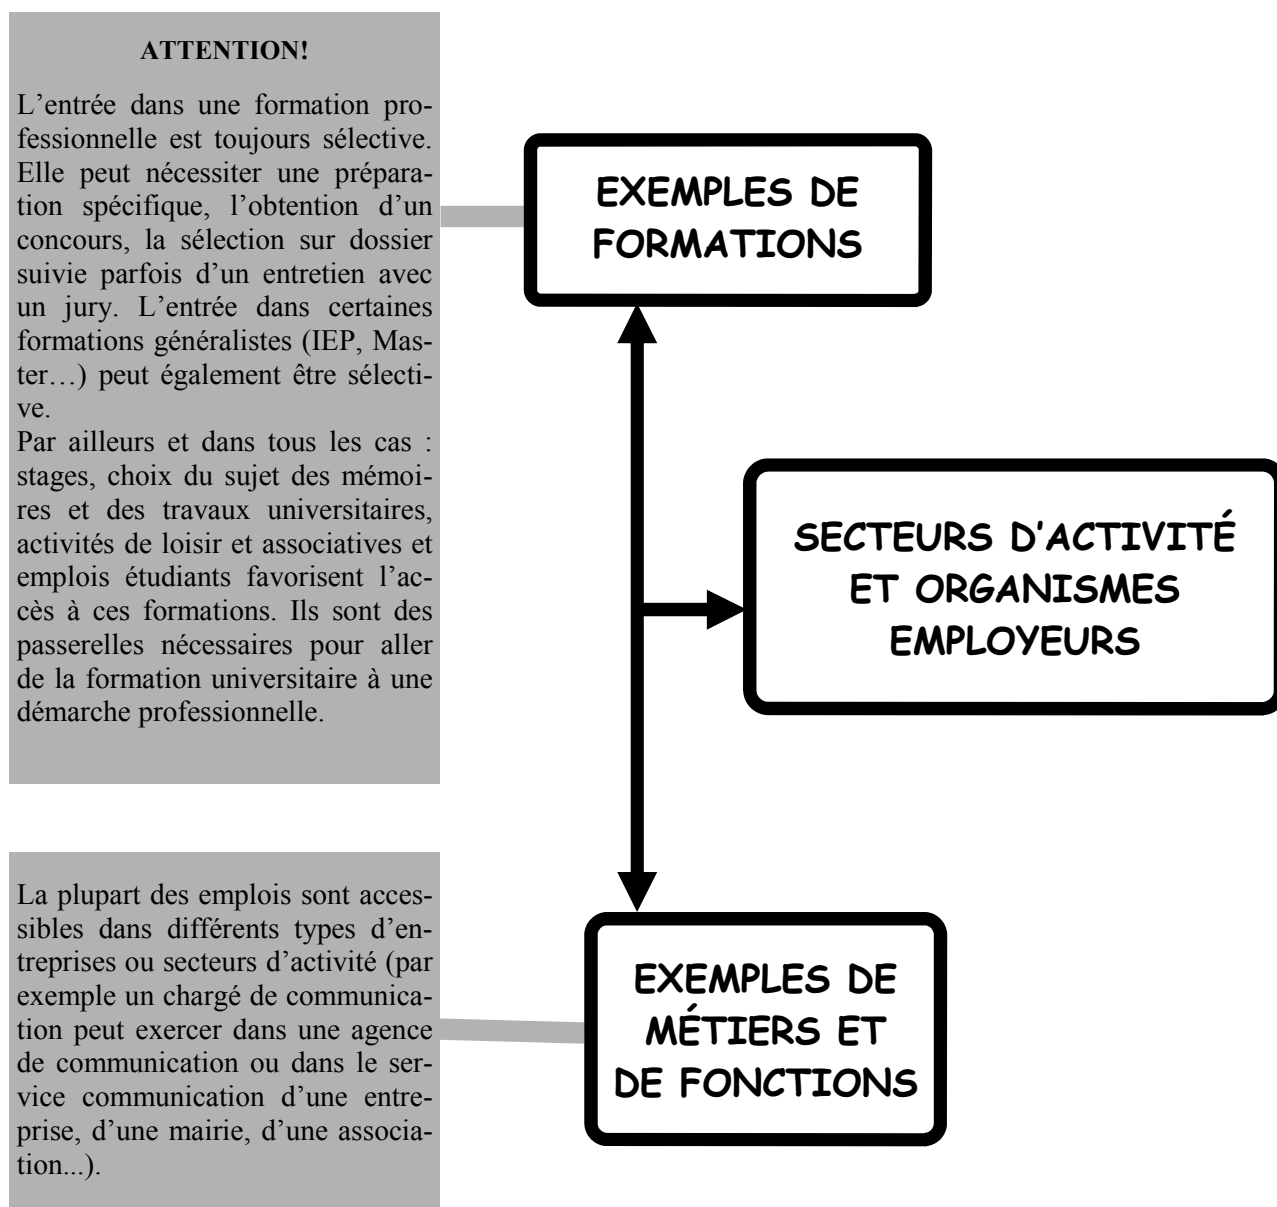 ATTENTION!
L’entrée dans une formation pro-
fessionnelle est toujours sélective.
Elle peut nécessiter une prépara-
tion spécifique, l’obtention d’un
concours, la sélection sur dossier
suivie parfois d’un entretien avec
un jury. L’entrée dans certaines
formations généralistes (IEP, Mas-
ter…) peut également être sélecti-
ve.
Par ailleurs et dans tous les cas :
stages, choix du sujet des mémoi-
res et des travaux universitaires,
activités de loisir et associatives et
emplois étudiants favorisent l’ac-
cès à ces formations. Ils sont des
passerelles nécessaires pour aller
de la formation universitaire à une
démarche professionnelle.
EXEMPLES DE
FORMATIONS
SECTEURS D’ACTIVITÉ
ET ORGANISMES
EMPLOYEURS
La plupart des emplois sont acces-
sibles dans différents types d’en-
treprises ou secteurs d’activité (par
exemple un chargé de communica-
tion peut exercer dans une agence
de communication ou dans le ser-
vice communication d’une entre-
prise, d’une mairie, d’une associa-
tion...).
EXEMPLES DE
MÉTIERS ET
DE FONCTIONS